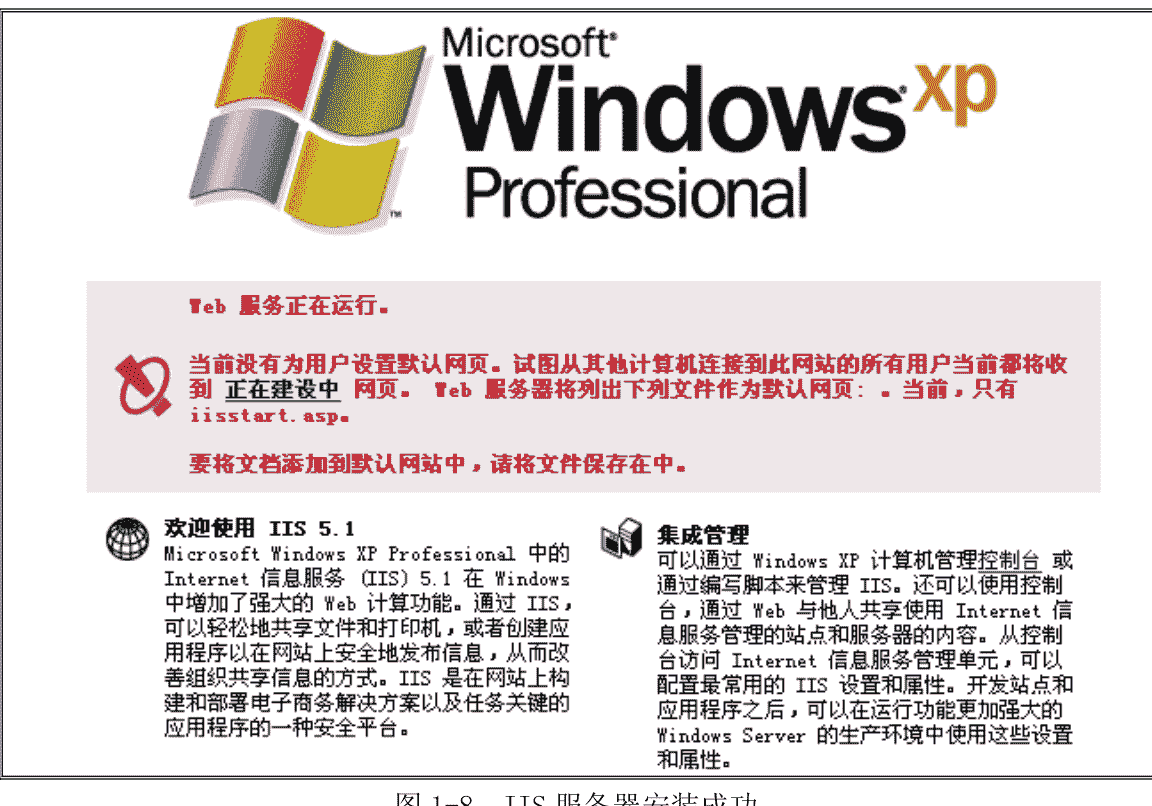 Microsoft
Windows xp
Professional
Web 服务正在运行。
当前没有为用户设置默认网页。试图从其他计算机连接到此网站的所有用户当前都将收
到 正在建设中 网页。 Web 服务器将列出下列文件作为默认网页: 。当前，只有
iisstart.asp。
要将文档添加到默认网站中，请将文件保存在中。
欢迎使用 IIS 5.1
Microsoft Windows XP Professional 中的
Internet 信息服务 (IIS) 5.1 在 Windows
中增加了强大的 Web 计算功能。通过 IIS，
可以轻松地共享文件和打印机，或者创建应
用程序以在网站上安全地发布信息，从而改
善组织共享信息的方式。IIS 是在网站上构
建和部署电子商务解决方案以及任务关键的
应用程序的一种安全平台。
集成管理
可以通过 Windows XP 计算机管理控制台 或
通过编写脚本来管理 IIS。还可以使用控制
台，通过 Web 与他人共享使用 Internet 信
息服务管理的站点和服务器的内容。从控制
台访问 Internet 信息服务管理单元，可以
配置最常用的 IIS 设置和属性。开发站点和
应用程序之后，可以在运行功能更加强大的
Windows Server 的生产环境中使用这些设置
和属性。
图 1-8 IIS 服务器安装成功